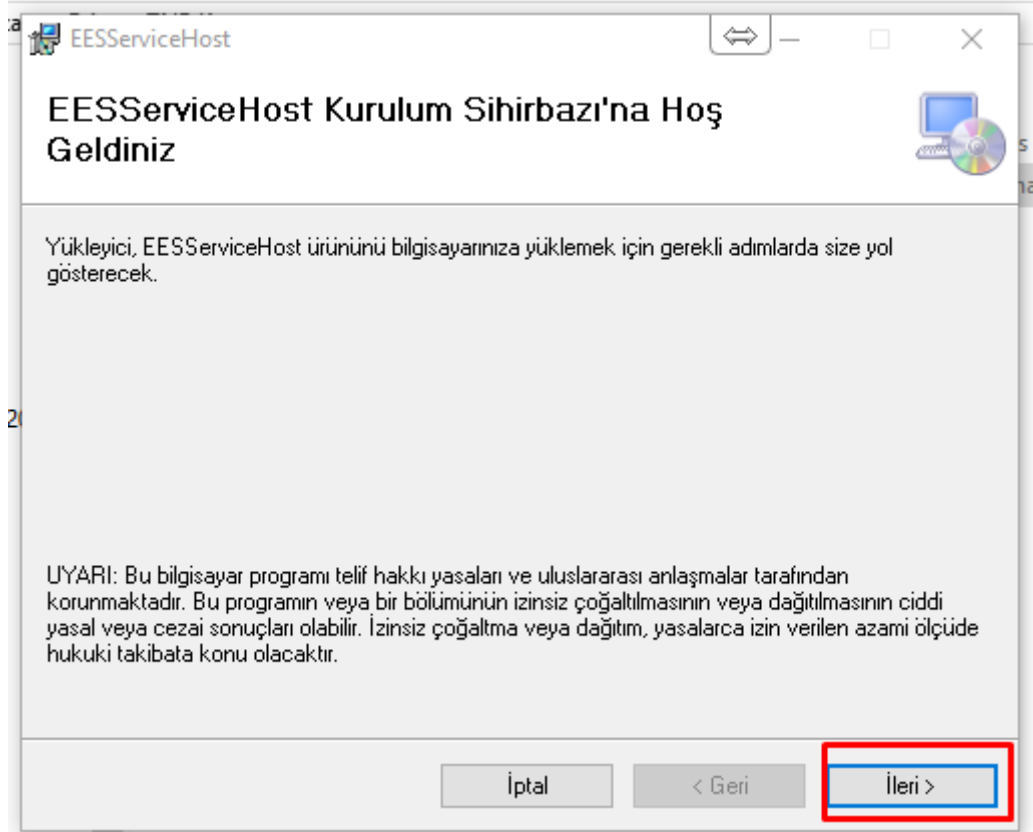 EESServiceHost
EESServiceHost Kurulum Sihirbazı'na Hoş
Geldiniz
Yükleyici, EESServiceHost ürününü bilgisayarınıza yüklemek için gerekli adımlarda size yol
gösterecek.
UYARI: Bu bilgisayar programı telif hakkı yasaları ve uluslararası anlaşmalar tarafından
korunmaktadır. Bu programın veya bir bölümünün izinsiz çoğaltılmasının veya dağıtılmasının ciddi
yasal veya cezai sonuçları olabilir. İzinsiz çoğaltma veya dağıtım, yasalarca izin verilen azami ölçüde
hukuki takibata konu olacaktır.
İptal
< Geri
İleri >